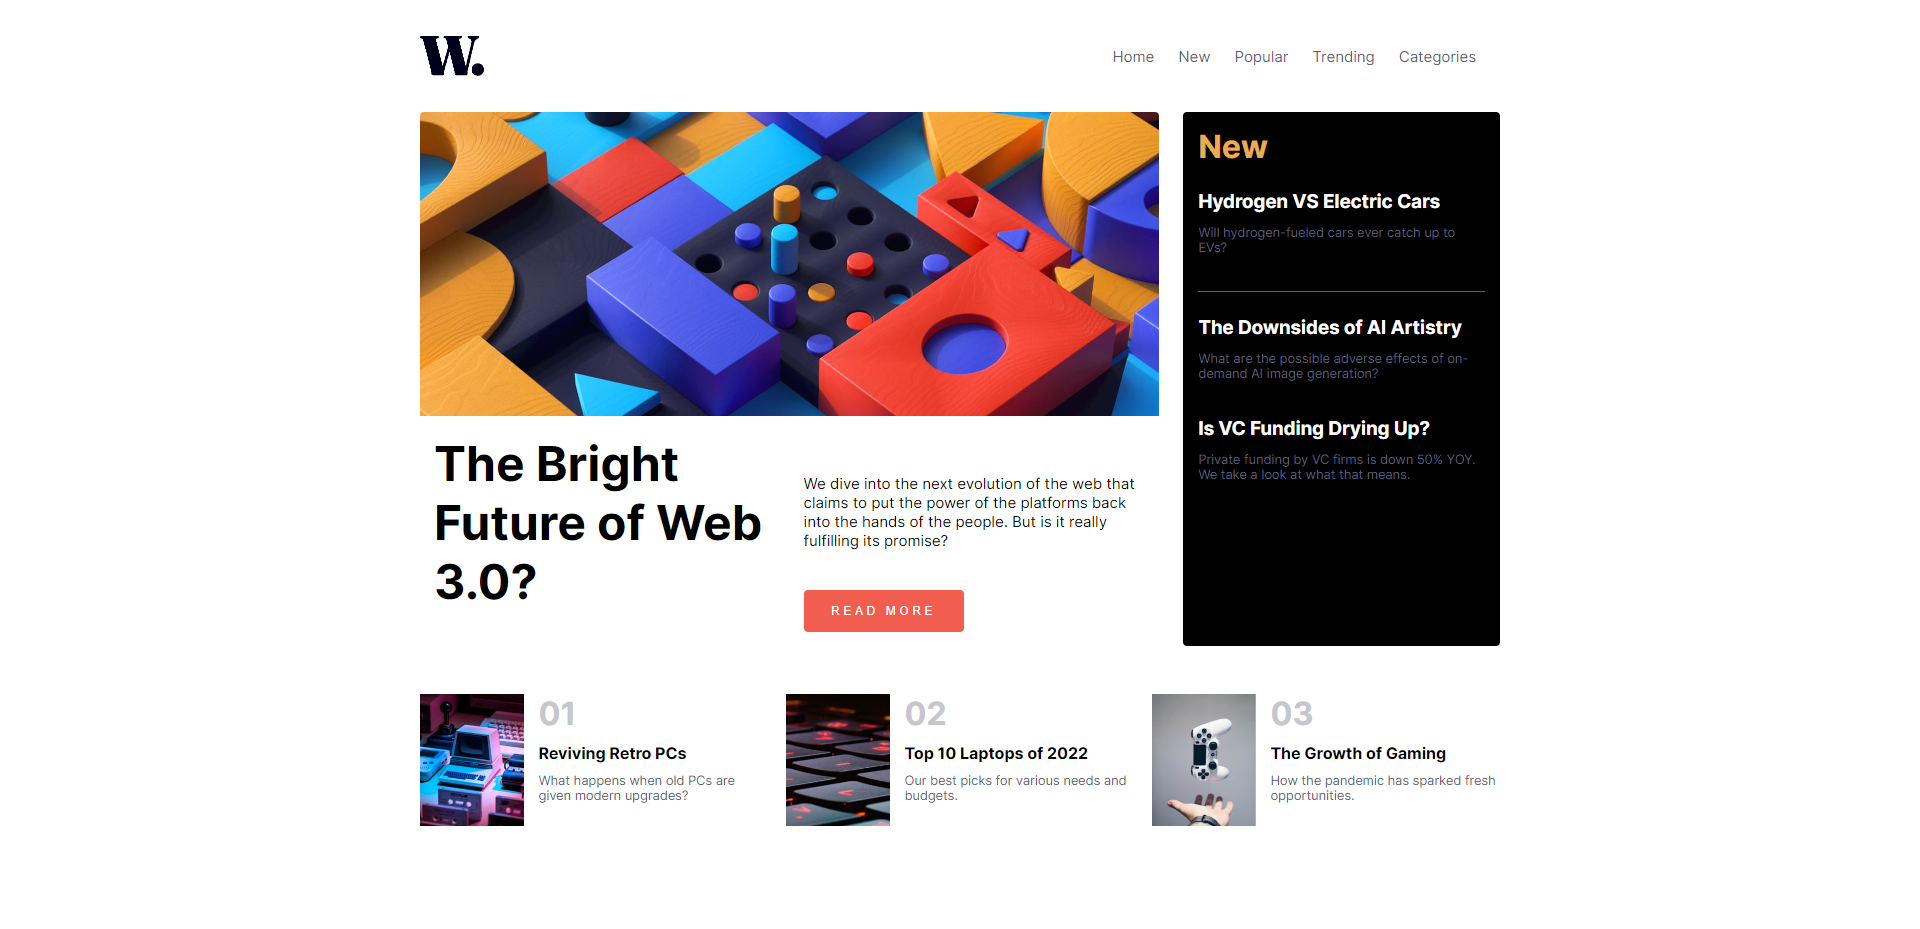 W.
Home New Popular Trending Categories
The Bright
Future of Web
3.0?
We dive into the next evolution of the web that
claims to put the power of the platforms back
into the hands of the people. But is it really
fulfilling its promise?
READ MORE
New
Hydrogen VS Electric Cars
Will hydrogen-fueled cars ever catch up to
EVs?
The Downsides of AI Artistry
What are the possible adverse effects of on-
demand AI image generation?
Is VC Funding Drying Up?
Private funding by VC firms is down 50% YOY.
We take a look at what that means.
01
Reviving Retro PCs
What happens when old PCs are
given modern upgrades?
02
Top 10 Laptops of 2022
Our best picks for various needs and
budgets.
03
The Growth of Gaming
How the pandemic has sparked fresh
opportunities.